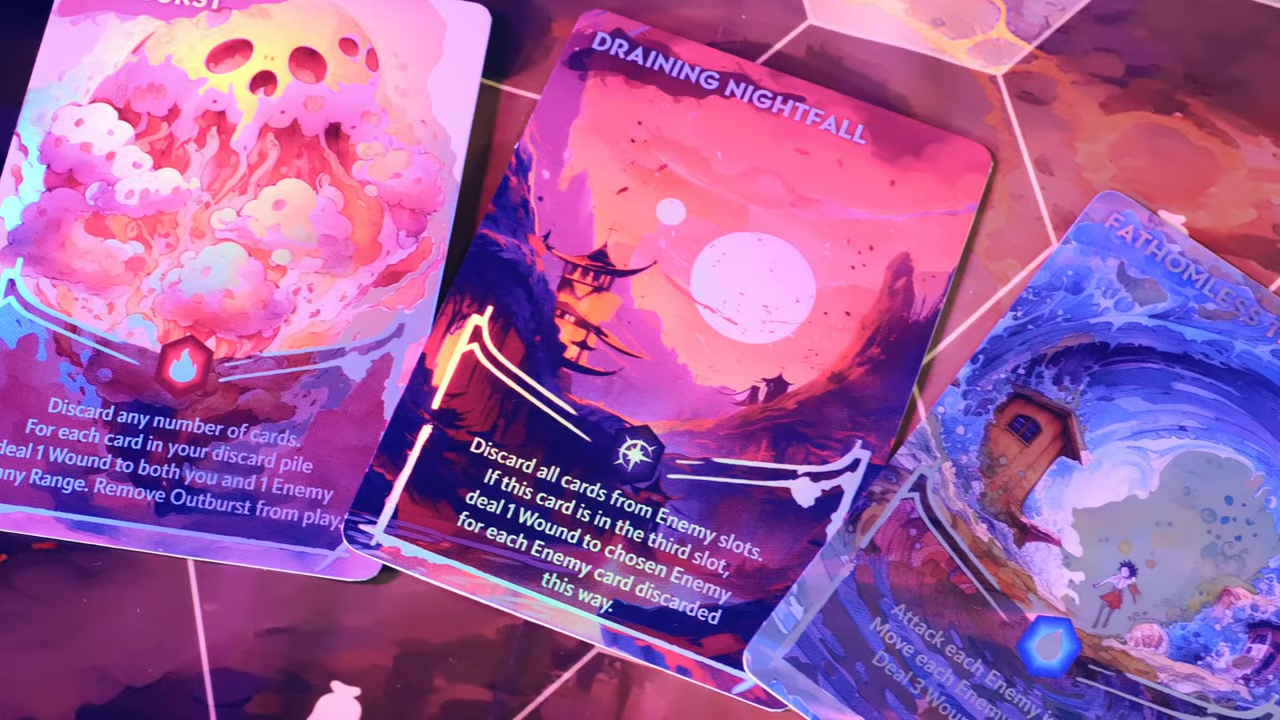 Discard any number of cards.
For each card in your discard pile
deal 1 Wound to both you and 1 Enemy
Range. Remove Outburst from play.
DRAINING NIGHTFALL
Discard all cards from Enemy slots.
If this card is in the third slot,
deal 1 Wound to chosen Enemy
for each Enemy card discarded
this way.
FATHOMLESS
Attack each Enemy
Move each Enemy
Deal 3